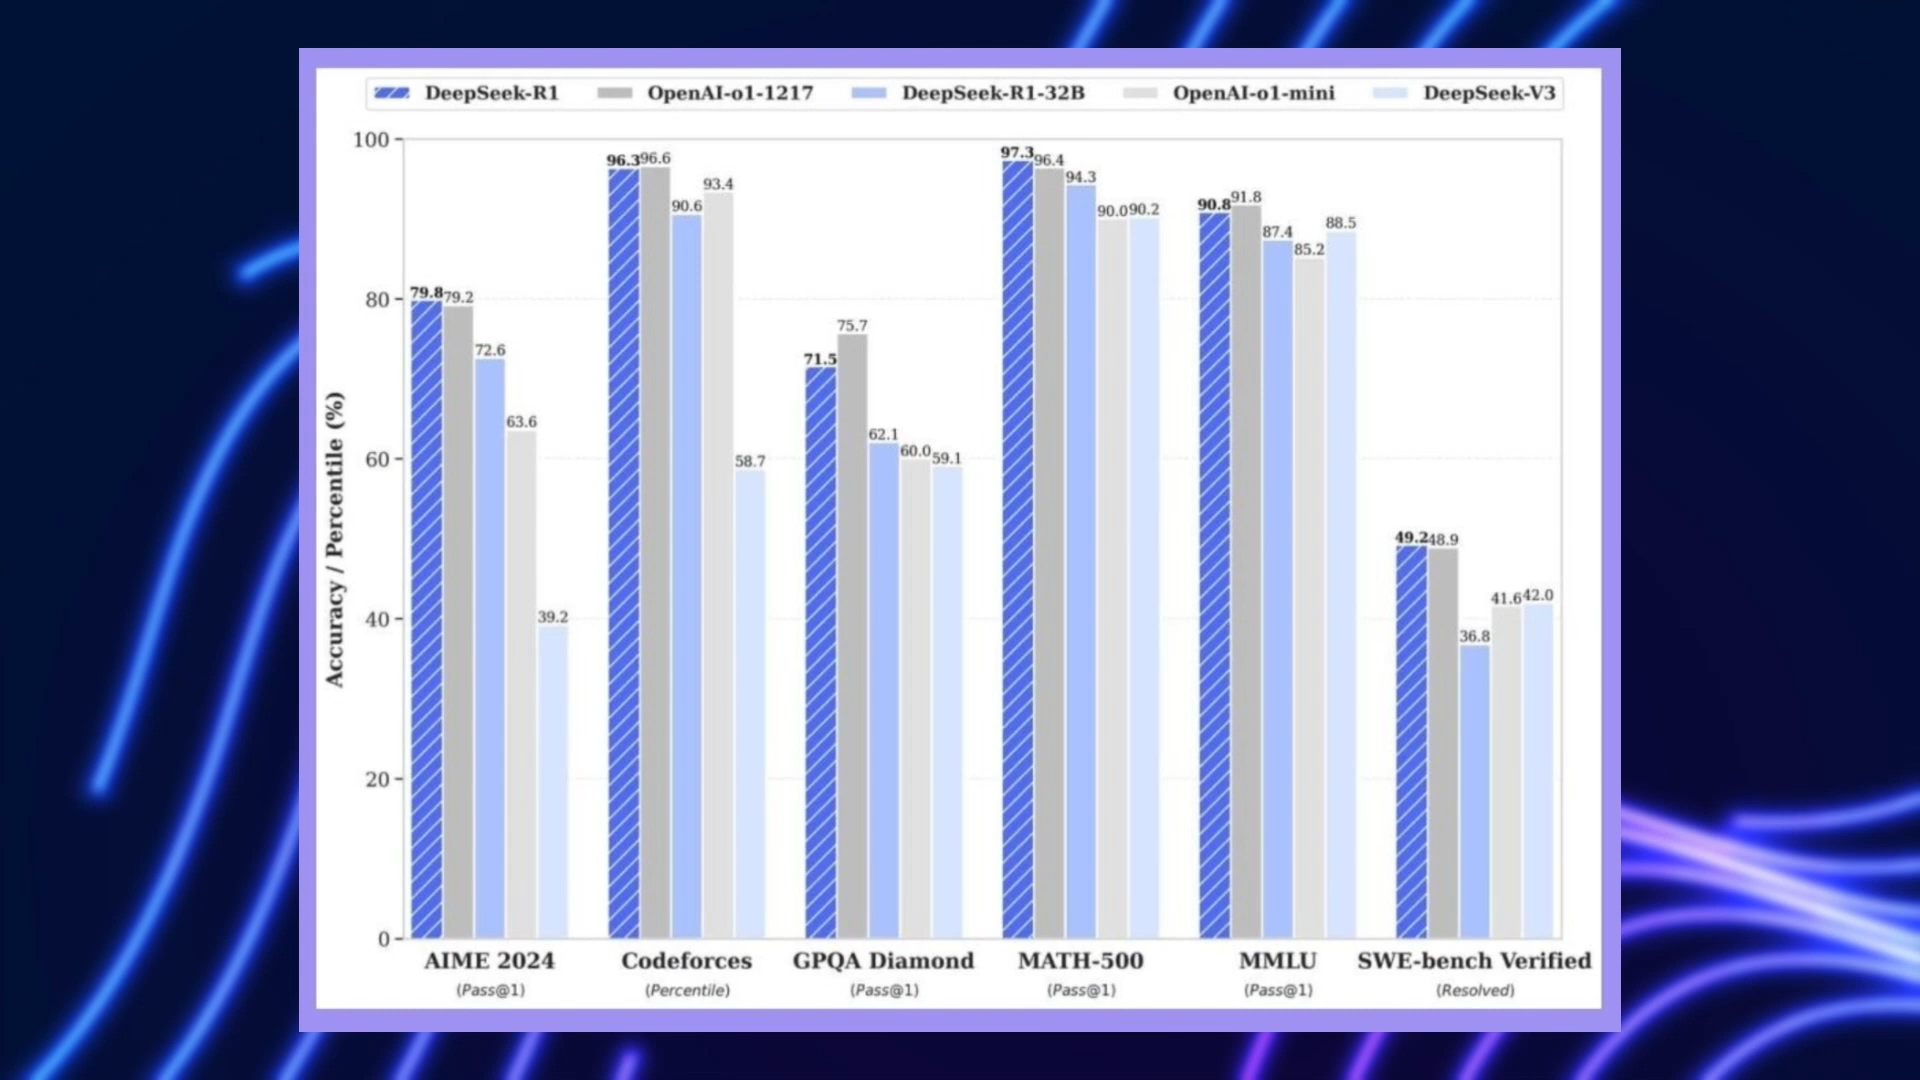 DeepSeek-R1 OpenAI-o1-1217 DeepSeek-R1-32B OpenAI-o1-mini DeepSeek-V3
Accuracy / Percentile (%)
100
80
60
40
20
0
79.8 79.2 72.6 63.6 39.2
96.3 96.6 90.6 93.4 58.7
71.5 75.7 62.1 60.0 59.1
97.3 96.4 94.3 90.0 90.2
90.8 91.8 87.4 85.2 88.5
49.2 48.9 36.8 41.6 42.0
AIME 2024 Codeforces GPQA Diamond MATH-500 MMLU SWE-bench Verified
(Pass@1) (Percentile) (Pass@1) (Pass@1) (Pass@1) (Resolved)